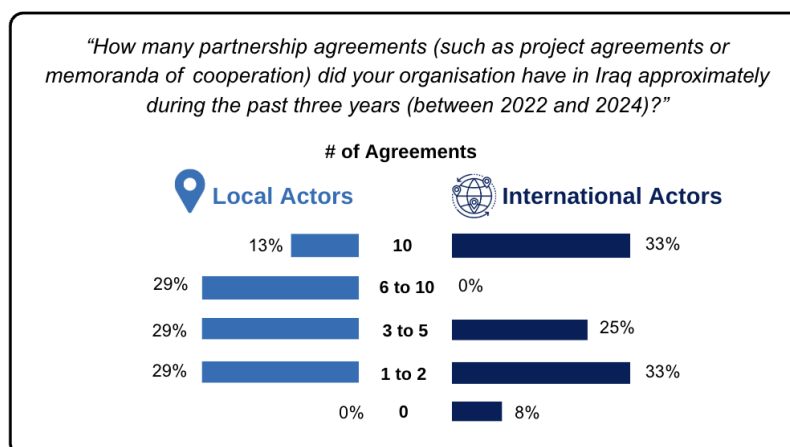 “How many partnership agreements (such as project agreements or
memoranda of cooperation) did your organisation have in Iraq approximately
during the past three years (between 2022 and 2024)?”
# of Agreements
Local Actors International Actors
13% 10 33%
29% 6 to 10 0%
29% 3 to 5 25%
29% 1 to 2 33%
0% 0 8%